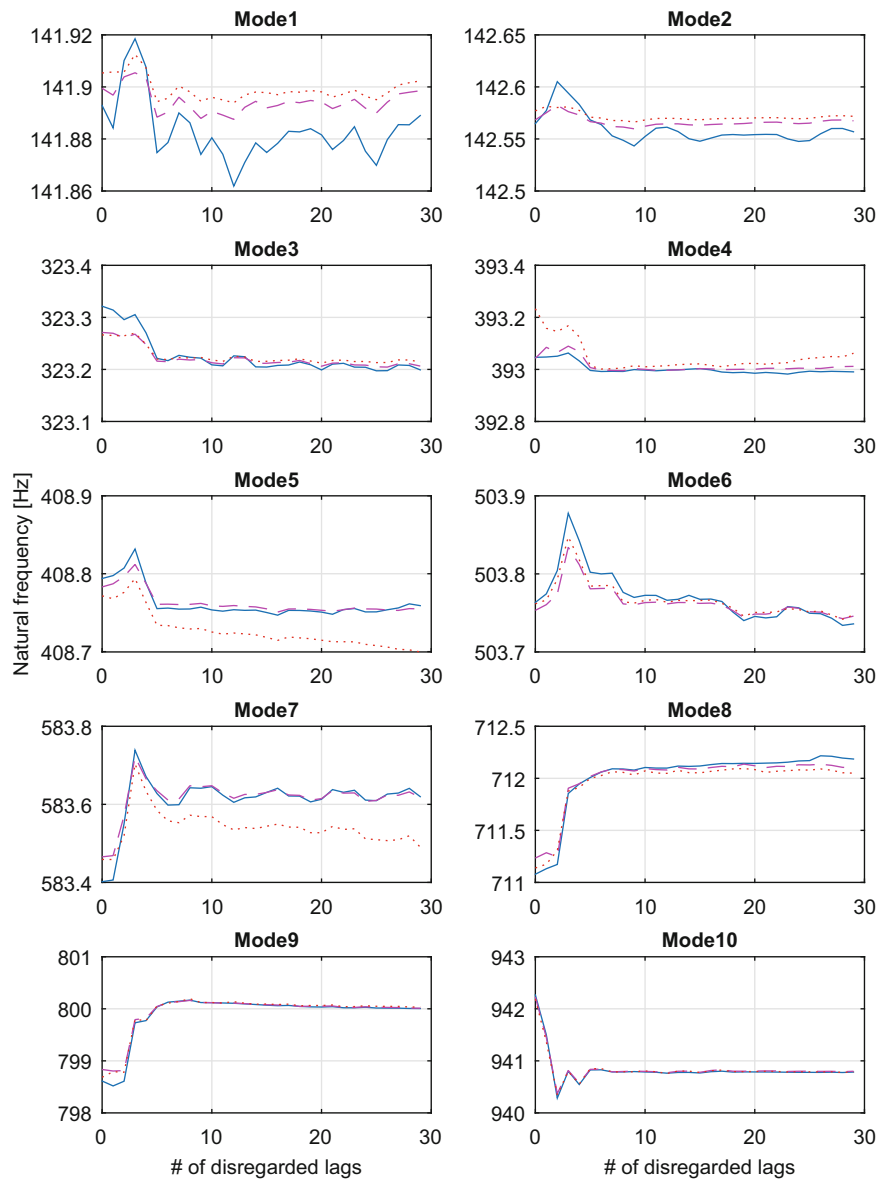 Mode1
141.92
141.9
141.88
141.86
0 10 20 30
Mode2
142.65
142.6
142.55
142.5
0 10 20 30
Mode3
323.4
323.3
323.2
323.1
0 10 20 30
Mode4
393.4
393.2
393
392.8
0 10 20 30
Natural frequency [Hz]
Mode5
408.9
408.8
408.7
0 10 20 30
Mode6
503.9
503.8
503.7
0 10 20 30
Mode7
583.8
583.6
583.4
0 10 20 30
Mode8
712.5
712
711.5
711
0 10 20 30
Mode9
801
800
799
798
0 10 20 30
# of disregarded lags
Mode10
943
942
941
940
0 10 20 30
# of disregarded lags